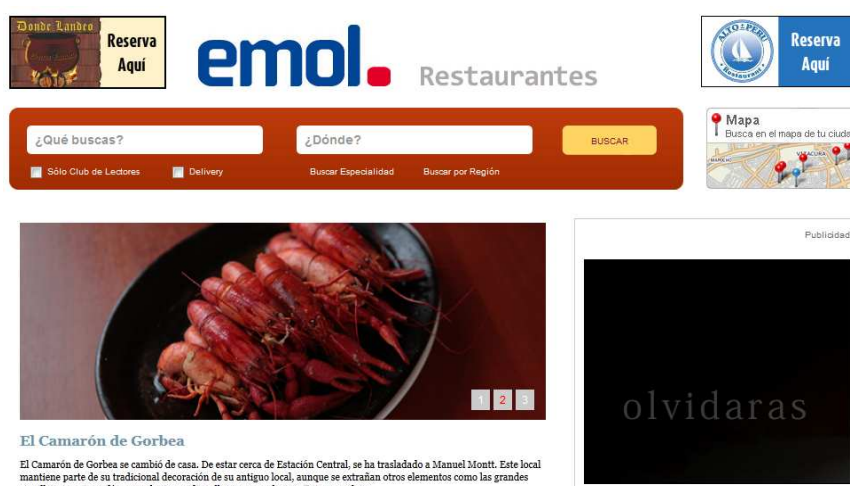 Donde Landeo
Reserva
Aquí
emol. Restaurantes
ALTO PERU
Restaurant
Reserva
Aquí
¿Qué buscas?
¿Dónde?
BUSCAR
Sólo Club de Lectores
Delivery
Buscar Especialidad
Buscar por Región
Mapa
Busca en el mapa de tu ciuda
VITACURA
Publicidad
olvidaras
1 2 3
El Camarón de Gorbea
El Camarón de Gorbea se cambió de casa. De estar cerca de Estación Central, se ha trasladado a Manuel Montt. Este local
mantiene parte de su tradicional decoración de su antiguo local, aunque se extrañan otros elementos como las grandes